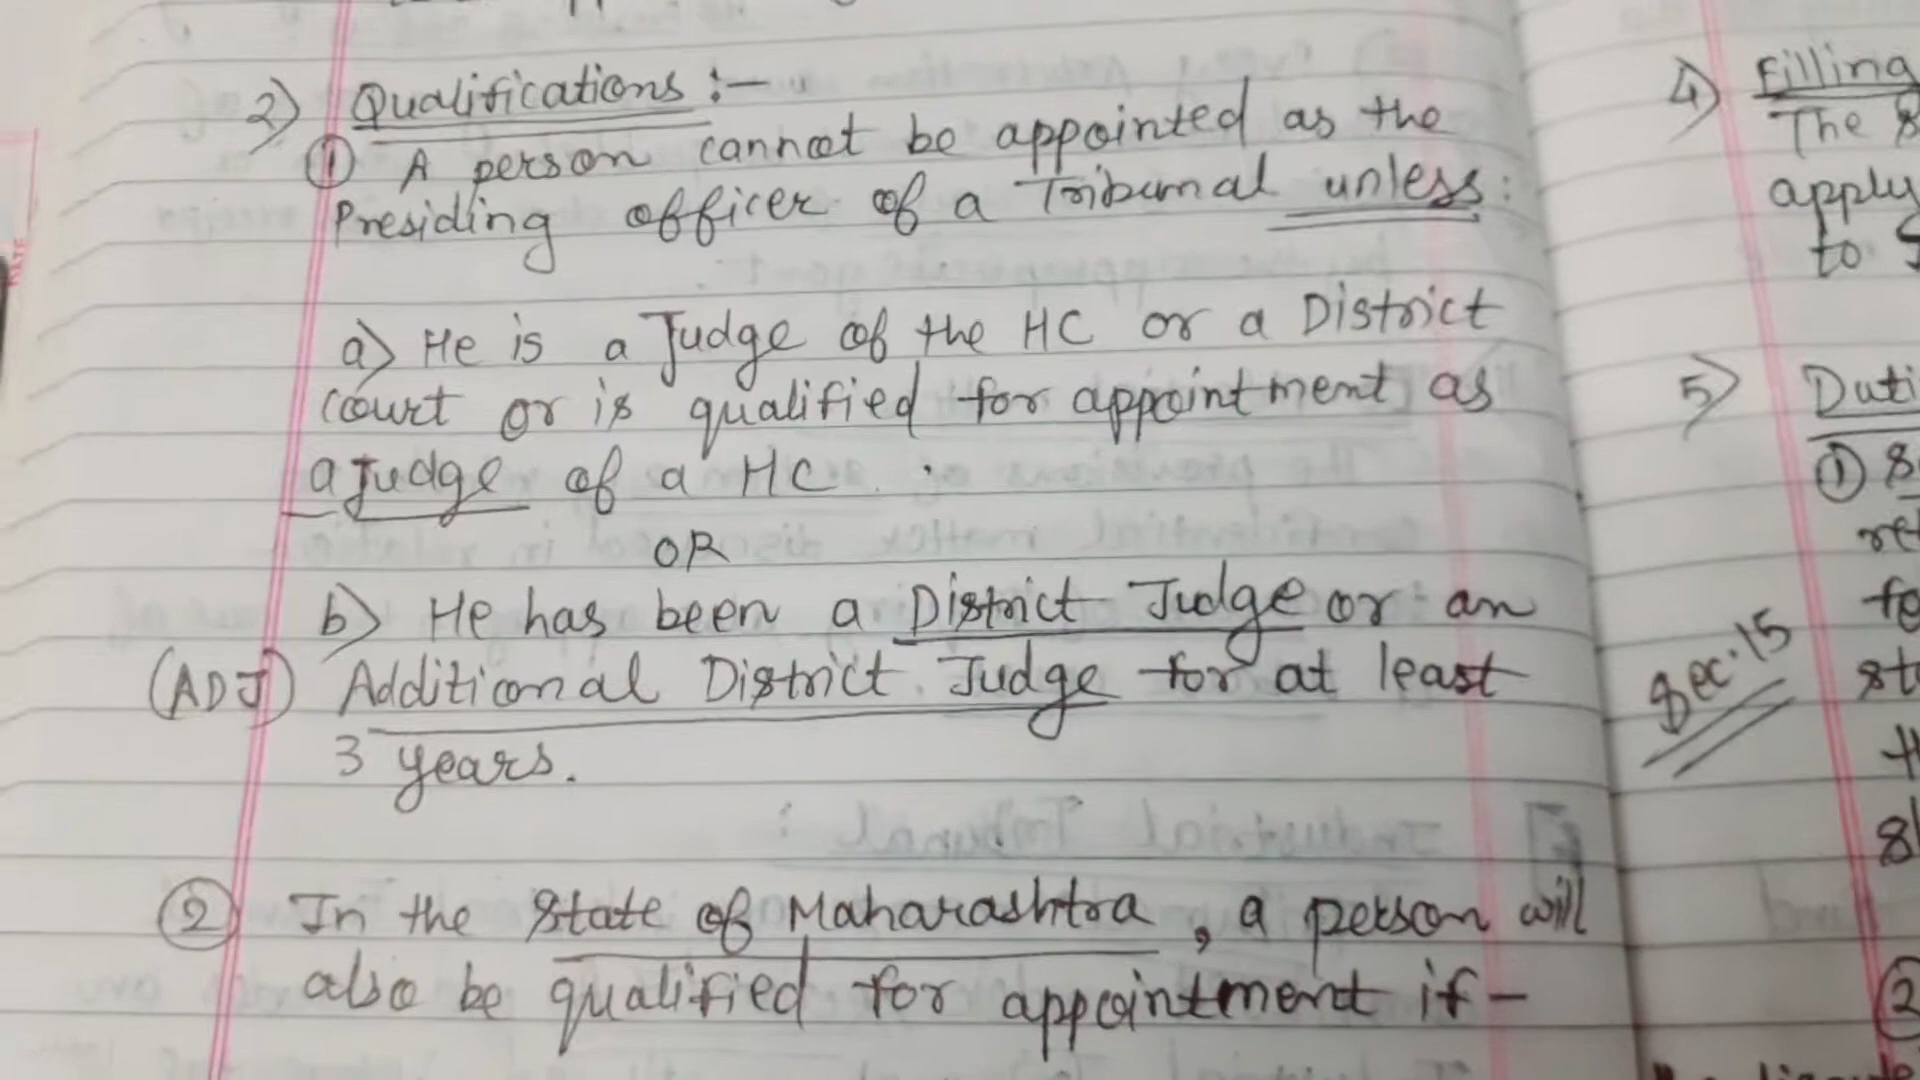 2) Qualifications :-
① A person cannot be appointed as the
Presiding officer of a Tribunal unless:
a) He is a Judge of the HC or a District
court or is qualified for appointment as
a Judge of a HC.
OR
b) He has been a District Judge or an
(ADJ) Additional District Judge for at least
3 years.
② In the State of Maharashtra, a person will
also be qualified for appointment if -
4) Filling
The
apply
to
5) Duti
①
Sec. 15
②